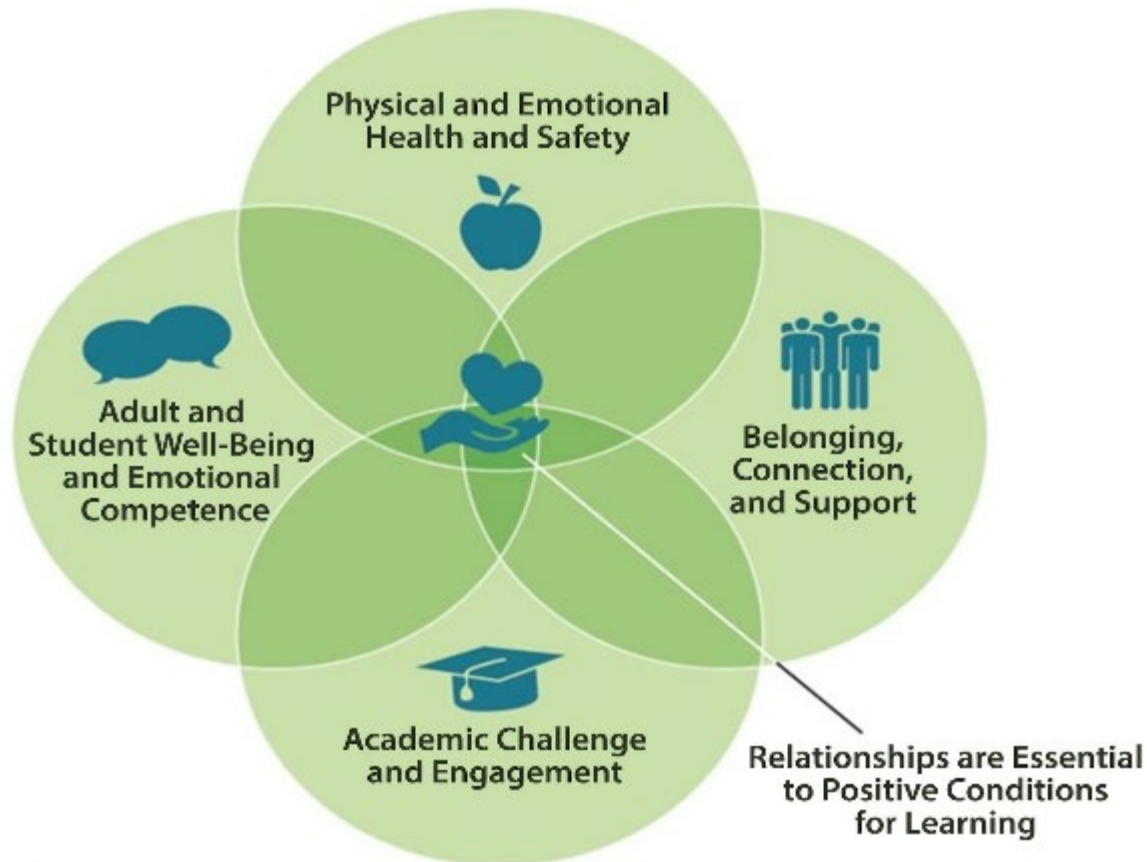 Physical and Emotional
Health and Safety
Adult and
Student Well-Being
and Emotional
Competence
Belonging,
Connection,
and Support
Academic Challenge
and Engagement
Relationships are Essential
to Positive Conditions
for Learning